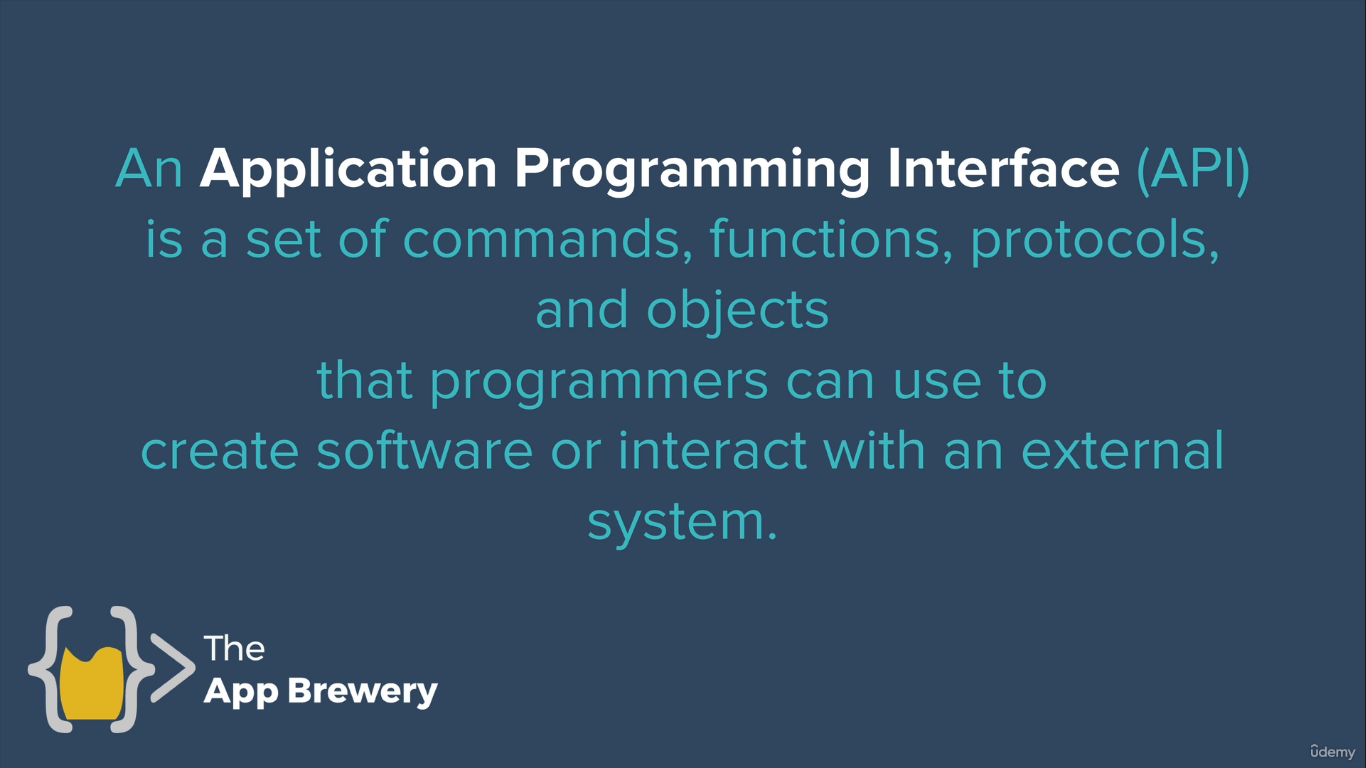 An Application Programming Interface (API)
is a set of commands, functions, protocols,
and objects
that programmers can use to
create software or interact with an external
system.
The
App Brewery
ûdemy